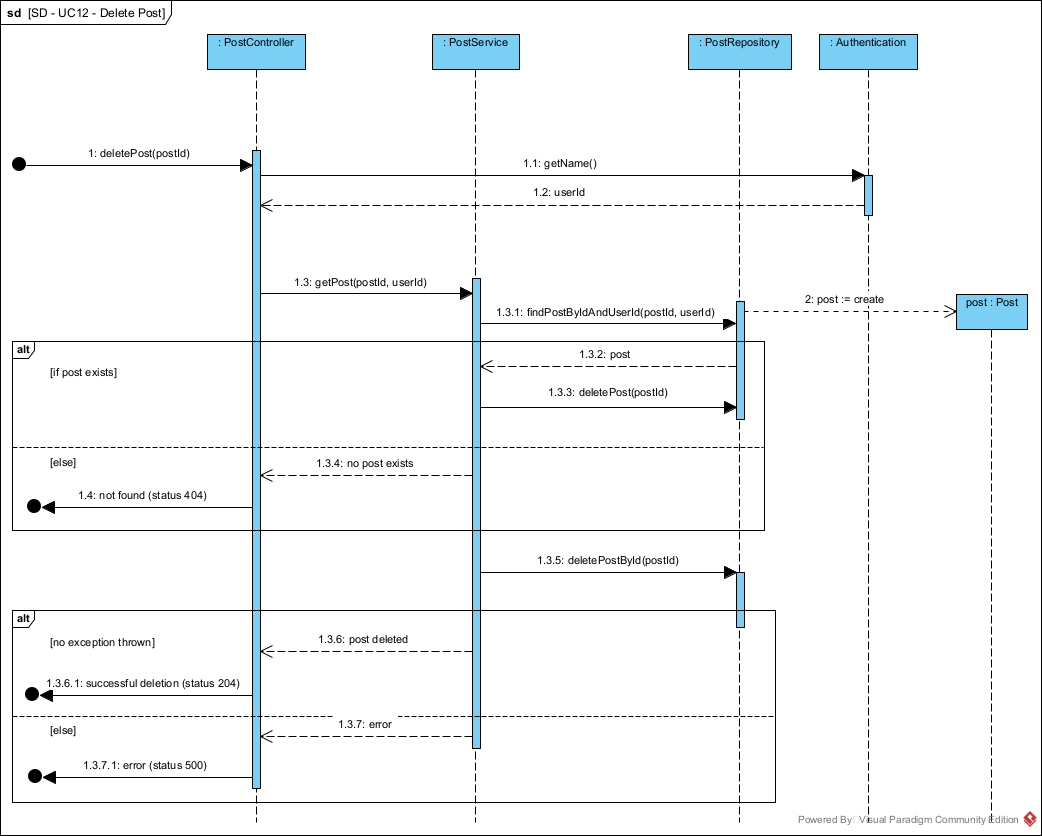 sd [SD - UC12 - Delete Post]
: PostController
: PostService
: PostRepository
: Authentication
1: deletePost(postId)
1.1: getName()
1.2: userId
1.3: getPost(postId, userId)
2: post := create
post : Post
1.3.1: findPostByIdAndUserId(postId, userId)
alt
1.3.2: post
[if post exists]
1.3.3: deletePost(postId)
[else]
1.3.4: no post exists
1.4: not found (status 404)
1.3.5: deletePostById(postId)
alt
[no exception thrown]
1.3.6: post deleted
1.3.6.1: successful deletion (status 204)
[else]
1.3.7: error
1.3.7.1: error (status 500)
Powered By Visual Paradigm Community Edition